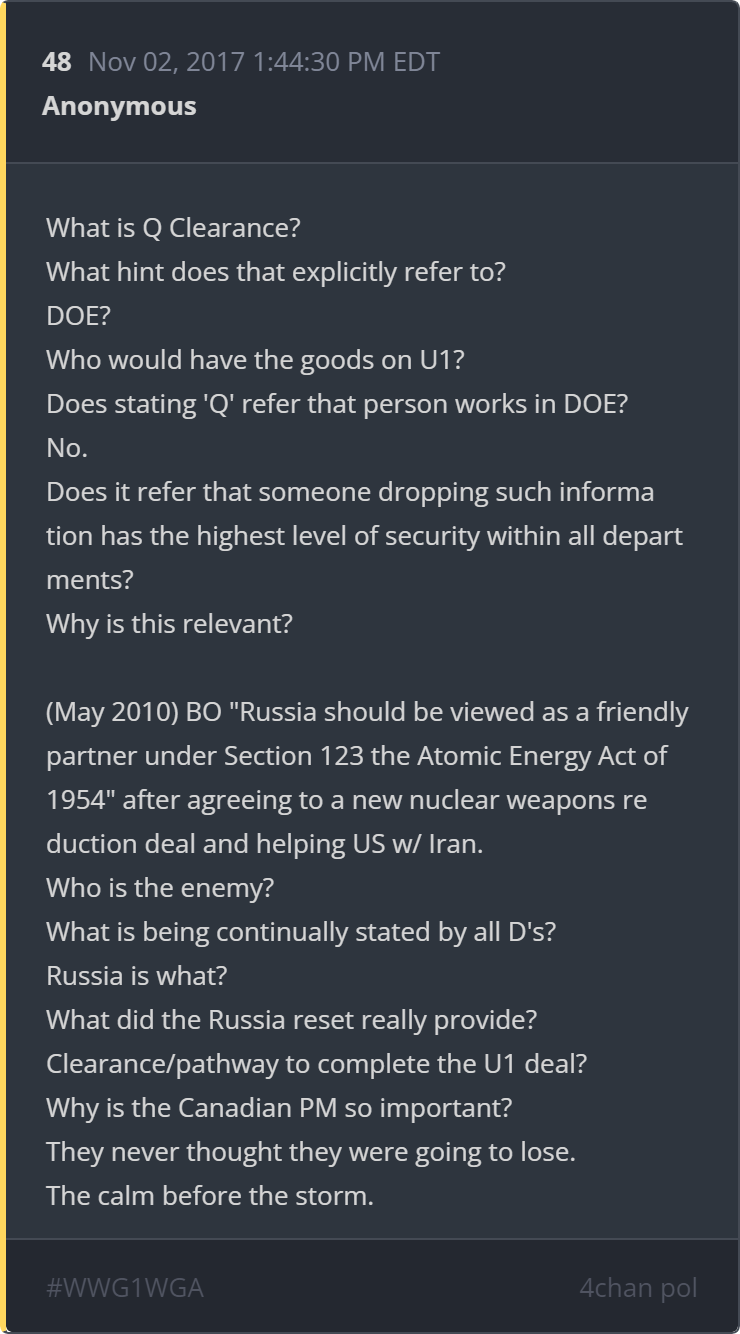 48 Nov 02, 2017 1:44:30 PM EDT
Anonymous
What is Q Clearance?
What hint does that explicitly refer to?
DOE?
Who would have the goods on U1?
Does stating 'Q' refer that person works in DOE?
No.
Does it refer that someone dropping such informa
tion has the highest level of security within all depart
ments?
Why is this relevant?
(May 2010) BO "Russia should be viewed as a friendly
partner under Section 123 the Atomic Energy Act of
1954" after agreeing to a new nuclear weapons re
duction deal and helping US w/ Iran.
Who is the enemy?
What is being continually stated by all D's?
Russia is what?
What did the Russia reset really provide?
Clearance/pathway to complete the U1 deal?
Why is the Canadian PM so important?
They never thought they were going to lose.
The calm before the storm.
#WWG1WGA 4chan pol